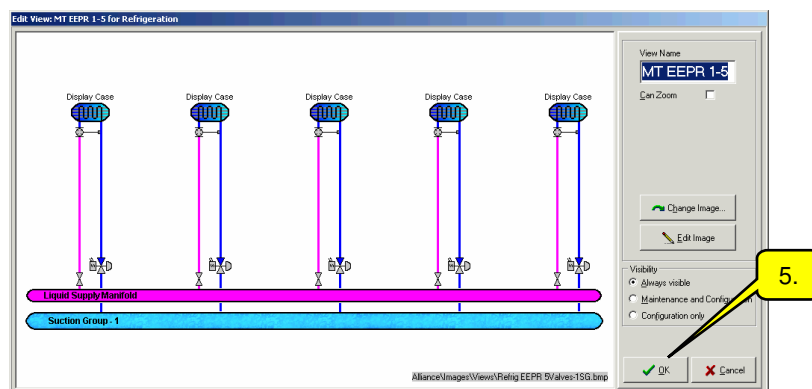 Edit View: MT EEPR 1-5 for Refrigeration
Display Case Display Case Display Case Display Case Display Case
Liquid Supply Manifold
Suction Group - 1
Alliance\Images\Views\Refrig EEPR 5Valves-1SG.bmp
View Name
MT EEPR 1-5
Can Zoom
Change Image...
Edit Image
Visibility
Always visible
Maintenance and Configuration
Configuration only
5.
OK Cancel